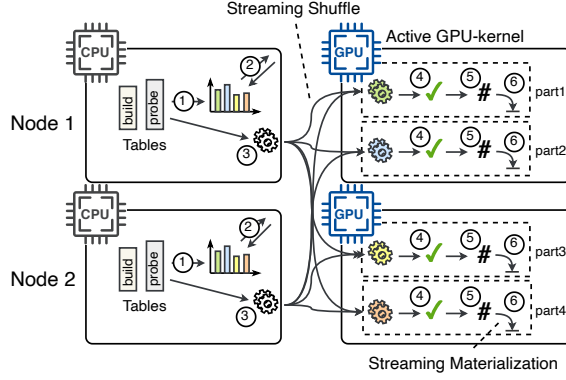 Streaming Shuffle
CPU
GPU
Active GPU-kernel
Node 1
build
probe
Tables
1
2
3
4
5
6
#
part1
4
5
6
#
part2
CPU
GPU
Node 2
build
probe
Tables
1
2
3
4
5
6
#
part3
4
5
6
#
part4
Streaming Materialization